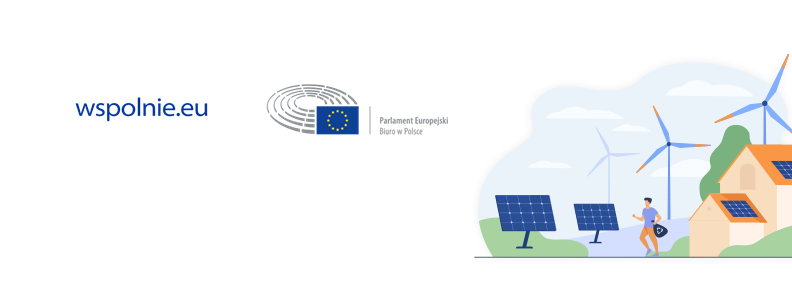 wspolnie.eu
Parlament Europejski
Biuro w Polsce